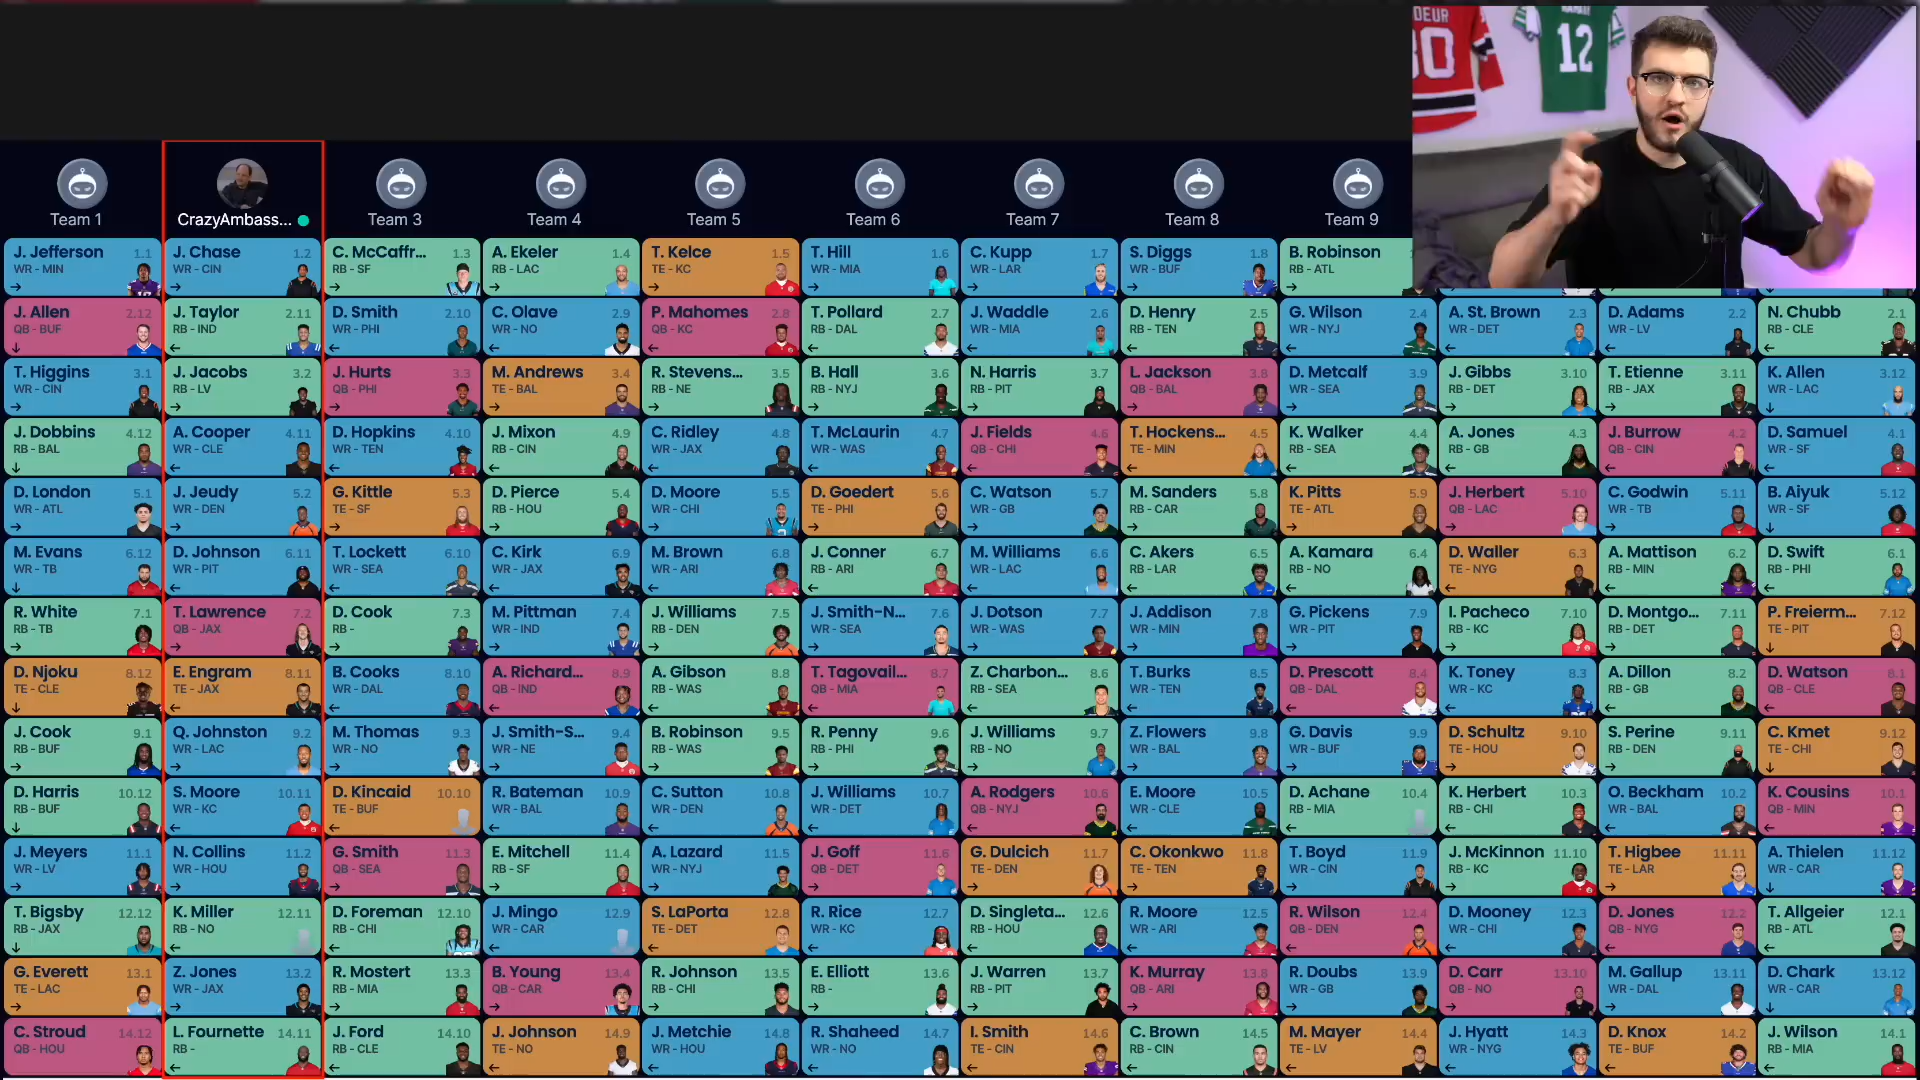 DEUR
30
12
Team 1
CrazyAmbass...
Team 3
Team 4
Team 5
Team 6
Team 7
Team 8
Team 9
J. Jefferson 1.1
WR - MIN
J. Chase 1.2
WR - CIN
C. McCaffr... 1.3
RB - SF
A. Ekeler 1.4
RB - LAC
T. Kelce 1.5
TE - KC
T. Hill 1.6
WR - MIA
C. Kupp 1.7
WR - LAR
S. Diggs 1.8
WR - BUF
B. Robinson
RB - ATL
J. Allen 2.12
QB - BUF
J. Taylor 2.11
RB - IND
D. Smith 2.10
WR - PHI
C. Olave 2.9
WR - NO
P. Mahomes 2.8
QB - KC
T. Pollard 2.7
RB - DAL
J. Waddle 2.6
WR - MIA
D. Henry 2.5
RB - TEN
G. Wilson 2.4
WR - NYJ
A. St. Brown 2.3
WR - DET
D. Adams 2.2
WR - LV
N. Chubb 2.1
RB - CLE
T. Higgins 3.1
WR - CIN
J. Jacobs 3.2
RB - LV
J. Hurts 3.3
QB - PHI
M. Andrews 3.4
TE - BAL
R. Stevens... 3.5
RB - NE
B. Hall 3.6
RB - NYJ
N. Harris 3.7
RB - PIT
L. Jackson 3.8
QB - BAL
D. Metcalf 3.9
WR - SEA
J. Gibbs 3.10
RB - DET
T. Etienne 3.11
RB - JAX
K. Allen 3.12
WR - LAC
J. Dobbins 4.12
RB - BAL
A. Cooper 4.11
WR - CLE
D. Hopkins 4.10
WR - TEN
J. Mixon 4.9
RB - CIN
C. Ridley 4.8
WR - JAX
T. McLaurin 4.7
WR - WAS
J. Fields 4.6
QB - CHI
T. Hockens... 4.5
TE - MIN
K. Walker 4.4
RB - SEA
A. Jones 4.3
RB - GB
J. Burrow 4.2
QB - CIN
D. Samuel 4.1
WR - SF
D. London 5.1
WR - ATL
J. Jeudy 5.2
WR - DEN
G. Kittle 5.3
TE - SF
D. Pierce 5.4
RB - HOU
D. Moore 5.5
WR - CHI
D. Goedert 5.6
TE - PHI
C. Watson 5.7
WR - GB
M. Sanders 5.8
RB - CAR
K. Pitts 5.9
TE - ATL
J. Herbert 5.10
QB - LAC
C. Godwin 5.11
WR - TB
B. Aiyuk 5.12
WR - SF
M. Evans 6.12
WR - TB
D. Johnson 6.11
WR - PIT
T. Lockett 6.10
WR - SEA
C. Kirk 6.9
WR - JAX
M. Brown 6.8
WR - ARI
J. Conner 6.7
RB - ARI
M. Williams 6.6
WR - LAC
C. Akers 6.5
RB - LAR
A. Kamara 6.4
RB - NO
D. Waller 6.3
TE - NYG
A. Mattison 6.2
RB - MIN
D. Swift 6.1
RB - PHI
R. White 7.1
RB - TB
T. Lawrence 7.2
QB - JAX
D. Cook 7.3
RB -
M. Pittman 7.4
WR - IND
J. Williams 7.5
RB - DEN
J. Smith-N... 7.6
WR - SEA
J. Dotson 7.7
WR - WAS
J. Addison 7.8
WR - MIN
G. Pickens 7.9
WR - PIT
I. Pacheco 7.10
RB - KC
D. Montgo... 7.11
RB - DET
P. Freierm... 7.12
TE - PIT
D. Njoku 8.12
TE - CLE
E. Engram 8.11
TE - JAX
B. Cooks 8.10
WR - DAL
A. Richard... 8.9
QB - IND
A. Gibson 8.8
RB - WAS
T. Tagovail... 8.7
QB - MIA
Z. Charbon... 8.6
RB - SEA
T. Burks 8.5
WR - TEN
D. Prescott 8.4
QB - DAL
K. Toney 8.3
WR - KC
A. Dillon 8.2
RB - GB
D. Watson 8.1
QB - CLE
J. Cook 9.1
RB - BUF
Q. Johnston 9.2
WR - LAC
M. Thomas 9.3
WR - NO
J. Smith-S... 9.4
WR - NE
B. Robinson 9.5
RB - WAS
R. Penny 9.6
RB - PHI
J. Williams 9.7
RB - NO
Z. Flowers 9.8
WR - BAL
G. Davis 9.9
WR - BUF
D. Schultz 9.10
TE - HOU
S. Perine 9.11
RB - DEN
C. Kmet 9.12
TE - CHI
D. Harris 10.12
RB - BUF
S. Moore 10.11
WR - KC
D. Kincaid 10.10
TE - BUF
R. Bateman 10.9
WR - BAL
C. Sutton 10.8
WR - DEN
J. Williams 10.7
WR - DET
A. Rodgers 10.6
QB - NYJ
E. Moore 10.5
WR - CLE
D. Achane 10.4
RB - MIA
K. Herbert 10.3
RB - CHI
O. Beckham 10.2
WR - BAL
K. Cousins 10.1
QB - MIN
J. Meyers 11.1
WR - LV
N. Collins 11.2
WR - HOU
G. Smith 11.3
QB - SEA
E. Mitchell 11.4
RB - SF
A. Lazard 11.5
WR - NYJ
J. Goff 11.6
QB - DET
G. Dulcich 11.7
TE - DEN
C. Okonkwo 11.8
TE - TEN
T. Boyd 11.9
WR - CIN
J. McKinnon 11.10
RB - KC
T. Higbee 11.11
TE - LAR
A. Thielen 11.12
WR - CAR
T. Bigsby 12.12
RB - JAX
K. Miller 12.11
RB - NO
D. Foreman 12.10
RB - CHI
J. Mingo 12.9
WR - CAR
S. LaPorta 12.8
TE - DET
R. Rice 12.7
WR - KC
D. Singleta... 12.6
RB - HOU
R. Moore 12.5
WR - ARI
R. Wilson 12.4
QB - DEN
D. Mooney 12.3
WR - CHI
D. Jones 12.2
QB - NYG
T. Allgeier 12.1
RB - ATL
G. Everett 13.1
TE - LAC
Z. Jones 13.2
WR - JAX
R. Mostert 13.3
RB - MIA
B. Young 13.4
QB - CAR
R. Johnson 13.5
RB - CHI
E. Elliott 13.6
RB -
J. Warren 13.7
RB - PIT
K. Murray 13.8
QB - ARI
R. Doubs 13.9
WR - GB
D. Carr 13.10
QB - NO
M. Gallup 13.11
WR - DAL
D. Chark 13.12
WR - CAR
C. Stroud 14.12
QB - HOU
L. Fournette 14.11
RB -
J. Ford 14.10
RB - CLE
J. Johnson 14.9
TE - NO
J. Metchie 14.8
WR - HOU
R. Shaheed 14.7
WR - NO
I. Smith 14.6
TE - CIN
C. Brown 14.5
RB - CIN
M. Mayer 14.4
TE - LV
J. Hyatt 14.3
WR - NYG
D. Knox 14.2
TE - BUF
J. Wilson 14.1
RB - MIA